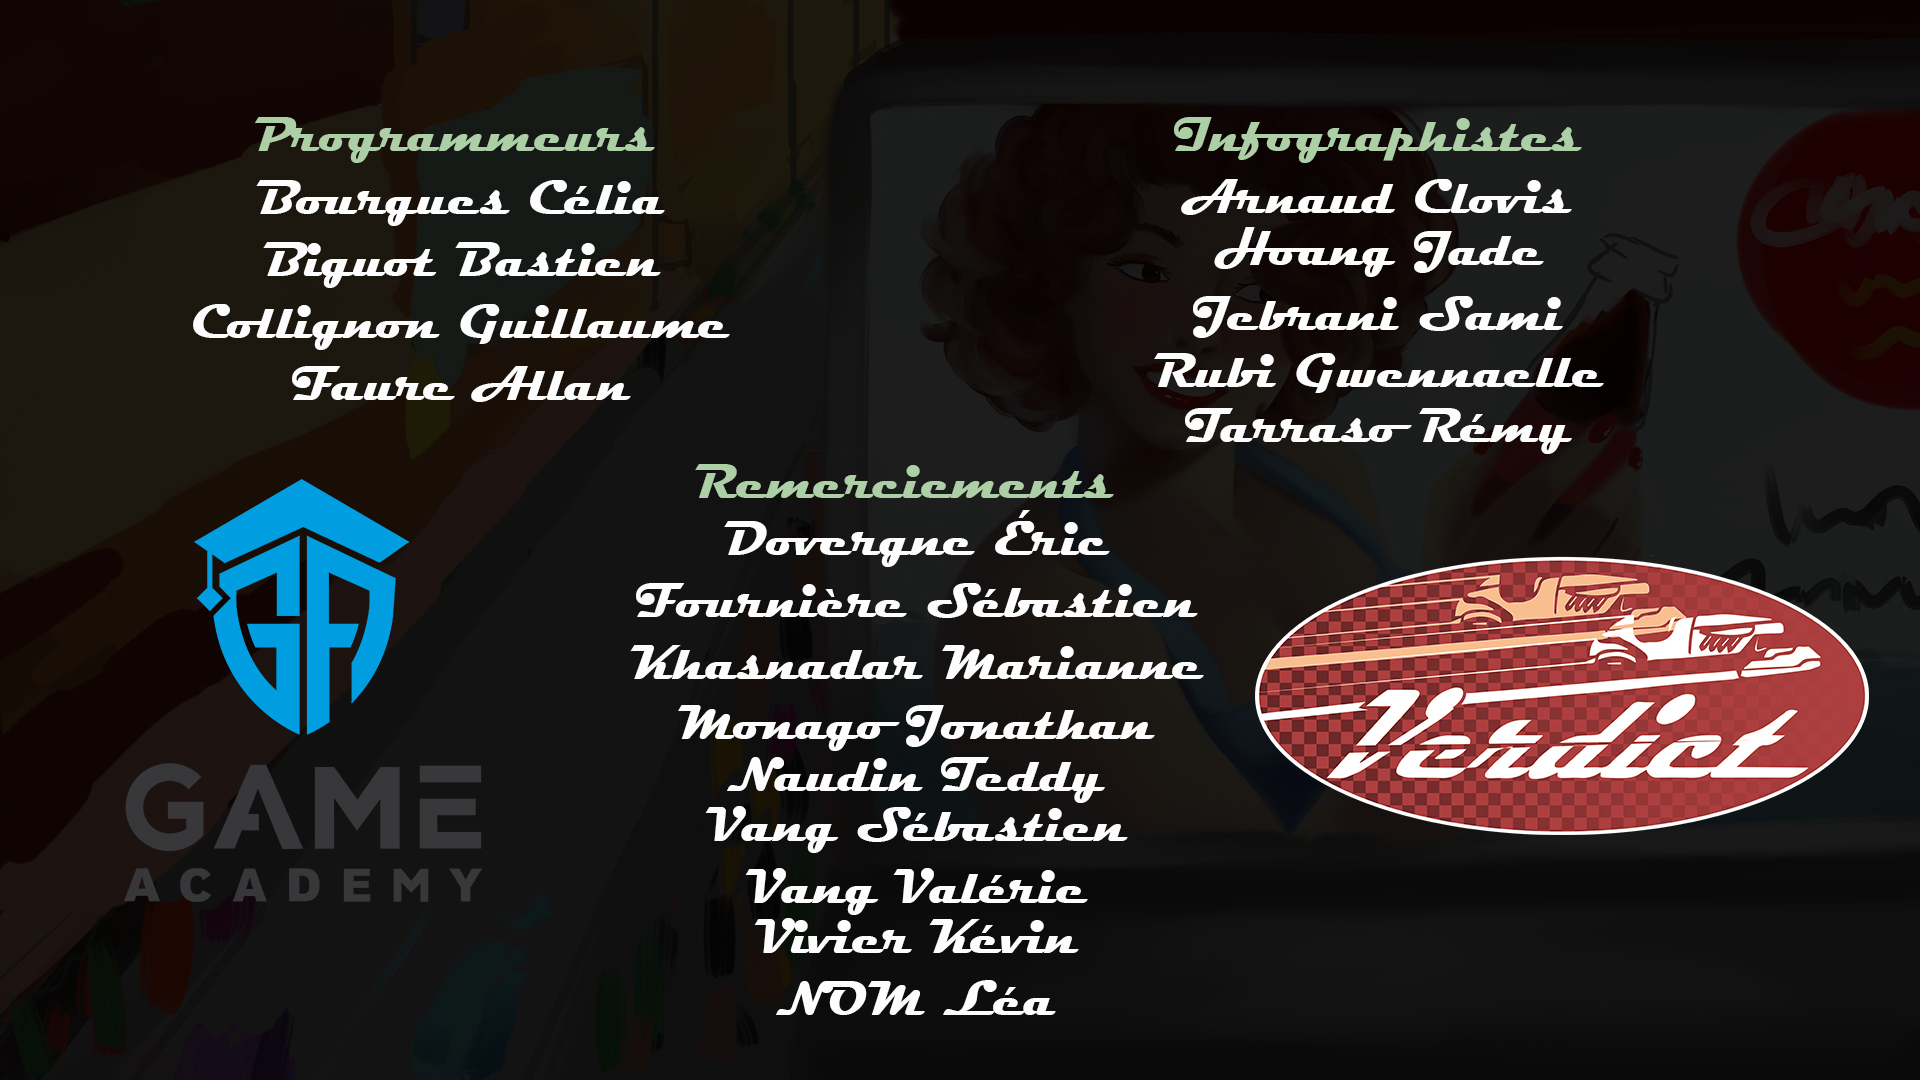 Programmeurs
Bourgues Célia
Biguot Bastien
Collignon Guillaume
Faure Allan
Infographistes
Arnaud Clovis
Hoang Jade
Jebrani Sami
Rubi Gwennaelle
Tarraso Rémy
Remerciements
Dovergne Éric
Fournière Sébastien
Khasnadar Marianne
Monago Jonathan
Naudin Teddy
Vang Sébastien
Vang Valérie
Vivier Kévin
NOM Léa
GA
GAME
ACADEMY
Verdict